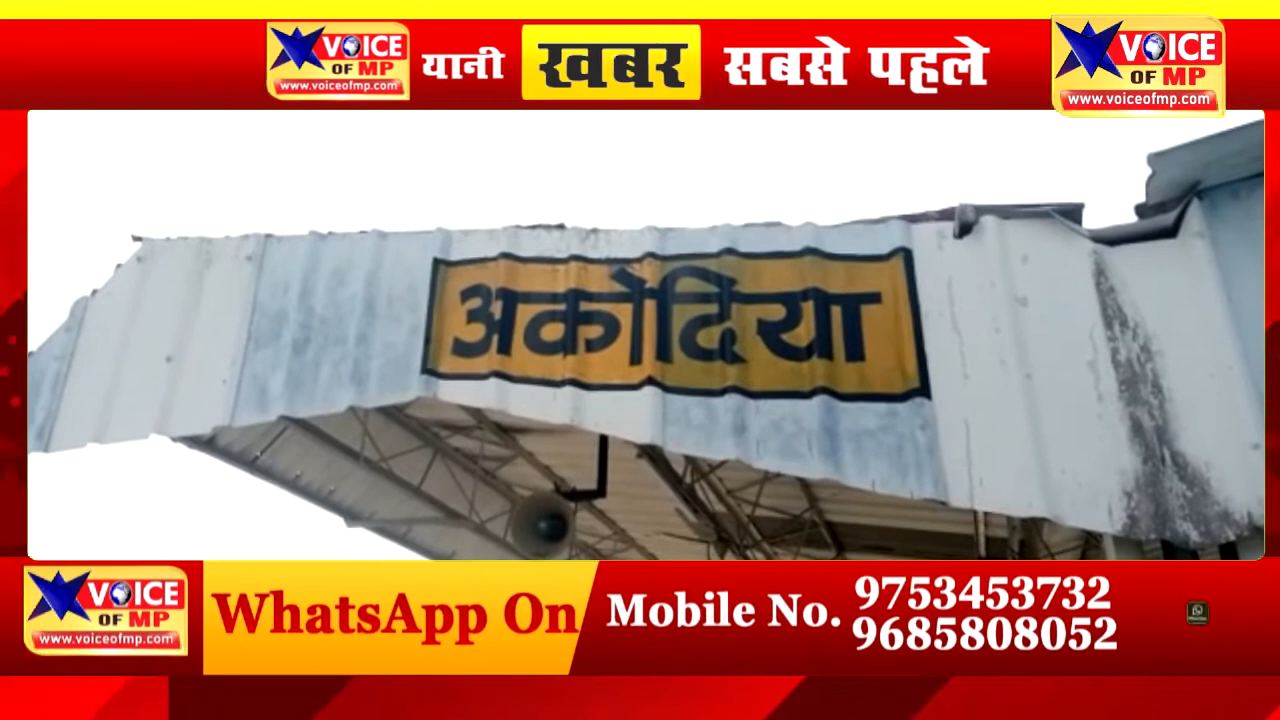 VOICE
OF MP
www.voiceofmp.com
यानी
खबर
सबसे पहले
VOICE
OF MP
www.voiceofmp.com
अकोदिया
VOICE
OF MP
www.voiceofmp.com
WhatsApp On
Mobile No.
9753453732
9685808052